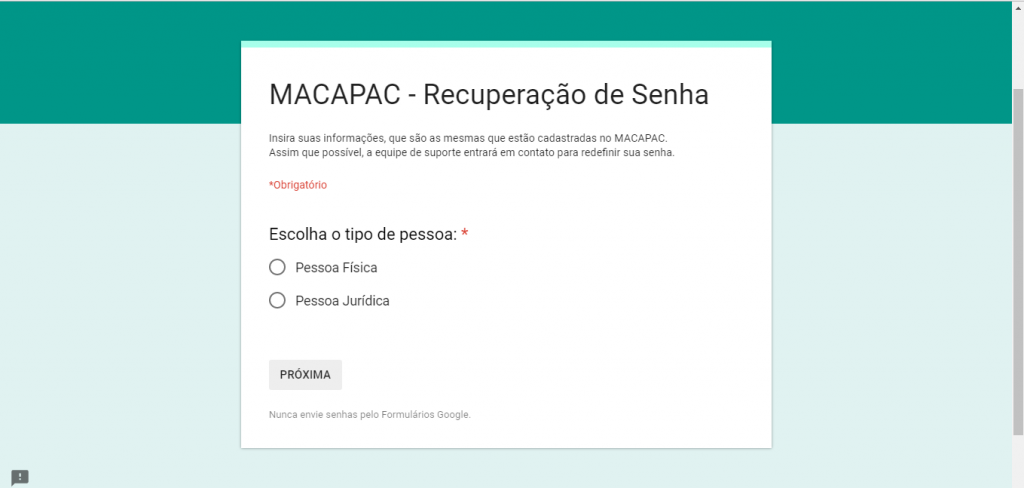 MACAPAC - Recuperação de Senha
Insira suas informações, que são as mesmas que estão cadastradas no MACAPAC.
Assim que possível, a equipe de suporte entrará em contato para redefinir sua senha.
*Obrigatório
Escolha o tipo de pessoa: *
Pessoa Física
Pessoa Jurídica
PRÓXIMA
Nunca envie senhas pelo Formulários Google.